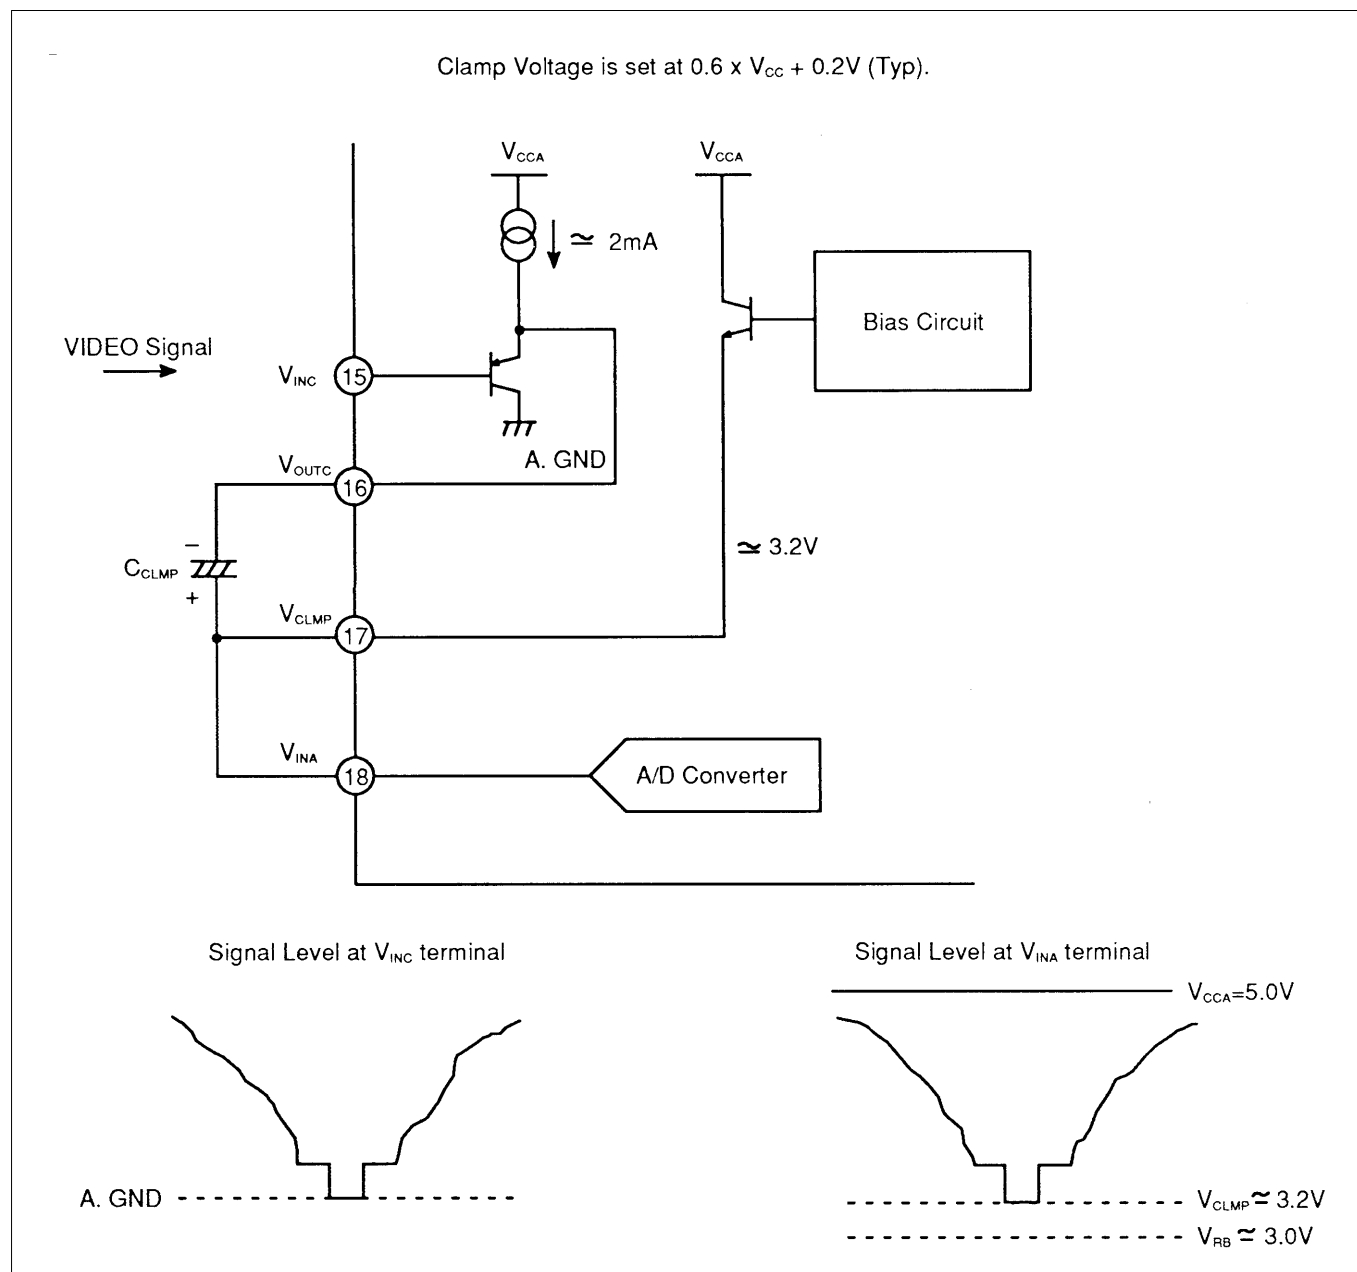 Clamp Voltage is set at 0.6 x VCC + 0.2V (Typ).
VCCA
VCCA
≃ 2mA
Bias Circuit
VIDEO Signal
VINC
15
A. GND
VOUTC
16
≃ 3.2V
−
CCLMP
+
VCLMP
17
VINA
18
A/D Converter
Signal Level at VINC terminal
Signal Level at VINA terminal
VCCA=5.0V
A. GND
VCLMP ≃ 3.2V
VRB ≃ 3.0V